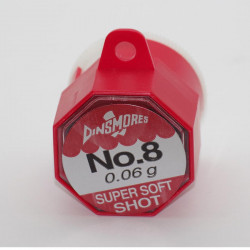 DINSMORES
No.8
0.06 g
SUPER SOFT
SHOT